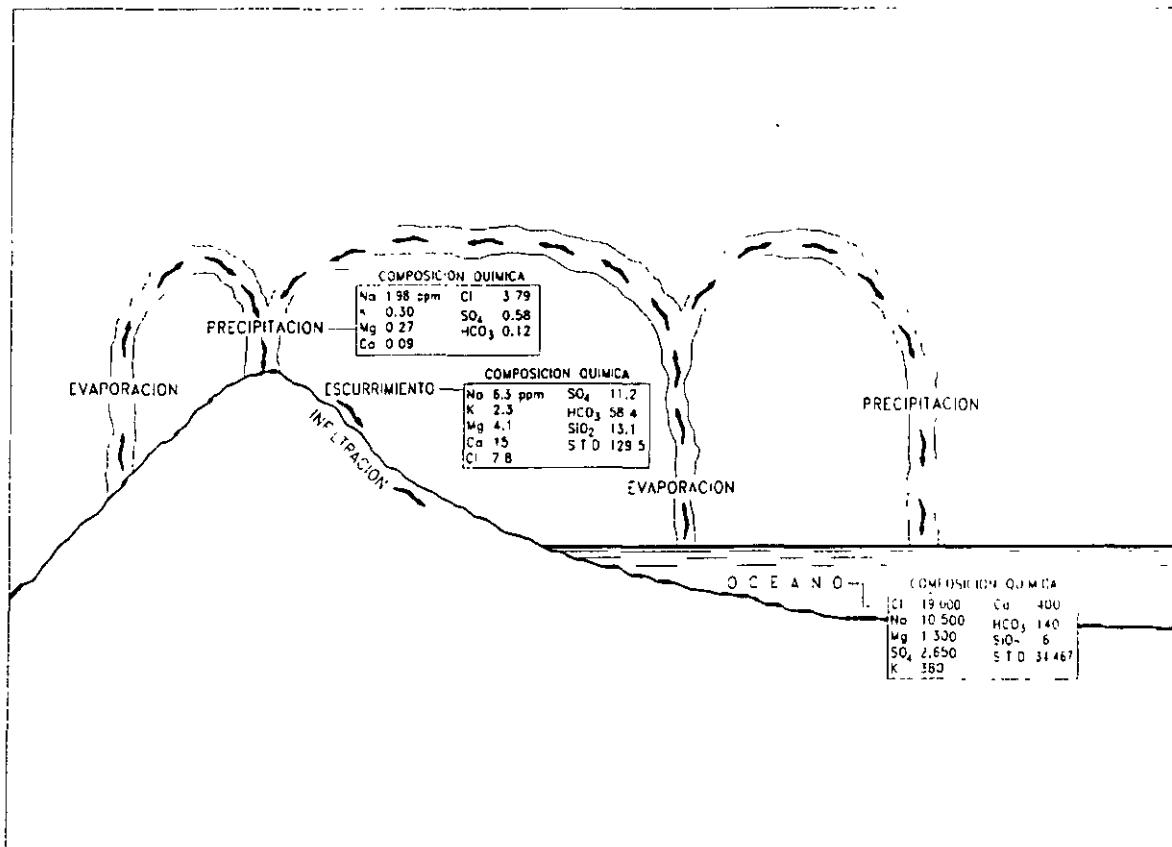 COMPOSICION QUIMICA
Na 1.98 ppm Cl 3.79
K 0.30 SO₄ 0.58
Mg 0.27 HCO₃ 0.12
Ca 0.09
PRECIPITACION
EVAPORACION
ESCURRIMIENTO
COMPOSICION QUIMICA
Na 6.3 ppm SO₄ 11.2
K 2.3 HCO₃ 58.4
Mg 4.1 SiO₂ 13.1
Ca 15 S T D 129.5
Cl 7.8
INFILTRACION
PRECIPITACION
EVAPORACION
OCEANO
COMPOSICION QUIMICA
Cl 19.000 Ca 400
Na 10.500 HCO₃ 140
Mg 1.300 6
SO₄ 2.650 S T D 34.467
K 380